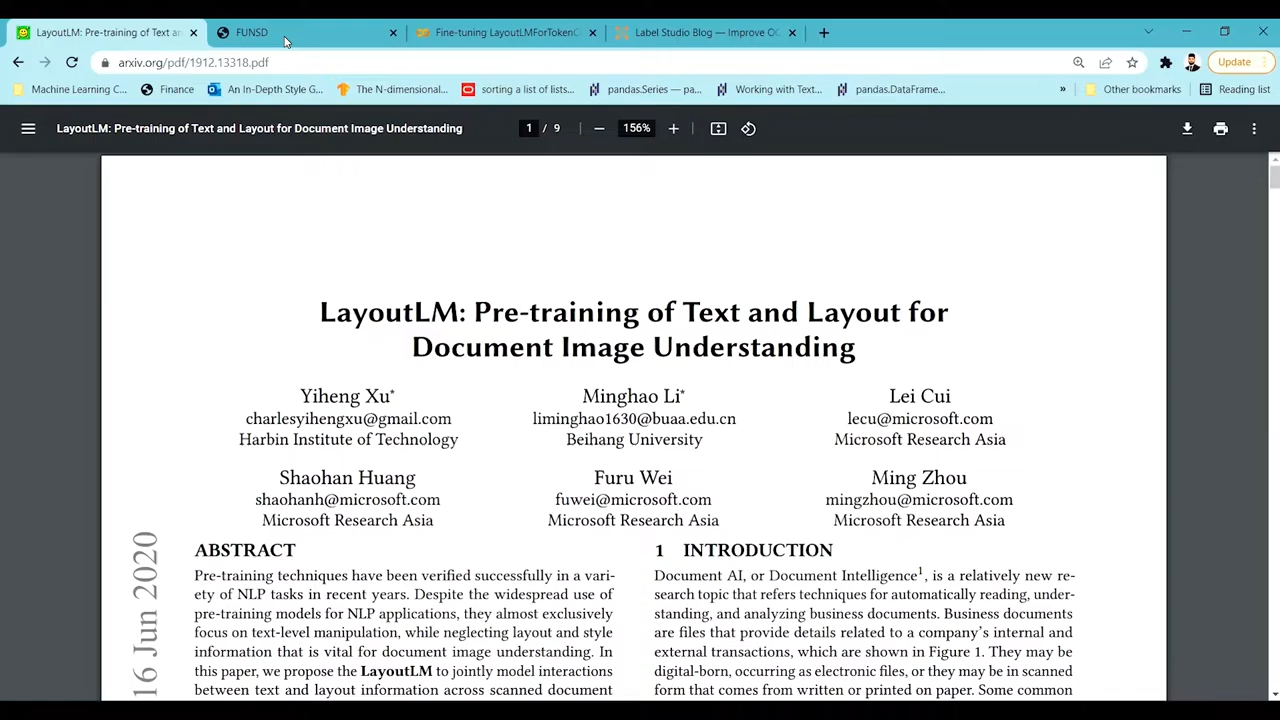 LayoutLM: Pre-training of Text an
FUNSD
Fine-tuning LayoutLMForTokenC
Label Studio Blog — Improve OC
arxiv.org/pdf/1912.13318.pdf
Update
Machine Learning C...
Finance
An In-Depth Style G...
The N-dimensional...
sorting a list of lists...
pandas.Series — pa...
Working with Text...
pandas.DataFrame...
»
Other bookmarks
Reading list
LayoutLM: Pre-training of Text and Layout for Document Image Understanding
1 / 9
156%
LayoutLM: Pre-training of Text and Layout for
Document Image Understanding
Yiheng Xu*
charlesyihengxu@gmail.com
Harbin Institute of Technology
Minghao Li*
liminghao1630@buaa.edu.cn
Beihang University
Lei Cui
lecu@microsoft.com
Microsoft Research Asia
Shaohan Huang
shaohanh@microsoft.com
Microsoft Research Asia
Furu Wei
fuwei@microsoft.com
Microsoft Research Asia
Ming Zhou
mingzhou@microsoft.com
Microsoft Research Asia
16 Jun 2020
ABSTRACT
Pre-training techniques have been verified successfully in a vari-
ety of NLP tasks in recent years. Despite the widespread use of
pre-training models for NLP applications, they almost exclusively
focus on text-level manipulation, while neglecting layout and style
information that is vital for document image understanding. In
this paper, we propose the LayoutLM to jointly model interactions
between text and layout information across scanned document
1 INTRODUCTION
Document AI, or Document Intelligence1, is a relatively new re-
search topic that refers techniques for automatically reading, under-
standing, and analyzing business documents. Business documents
are files that provide details related to a company's internal and
external transactions, which are shown in Figure 1. They may be
digital-born, occurring as electronic files, or they may be in scanned
form that comes from written or printed on paper. Some common